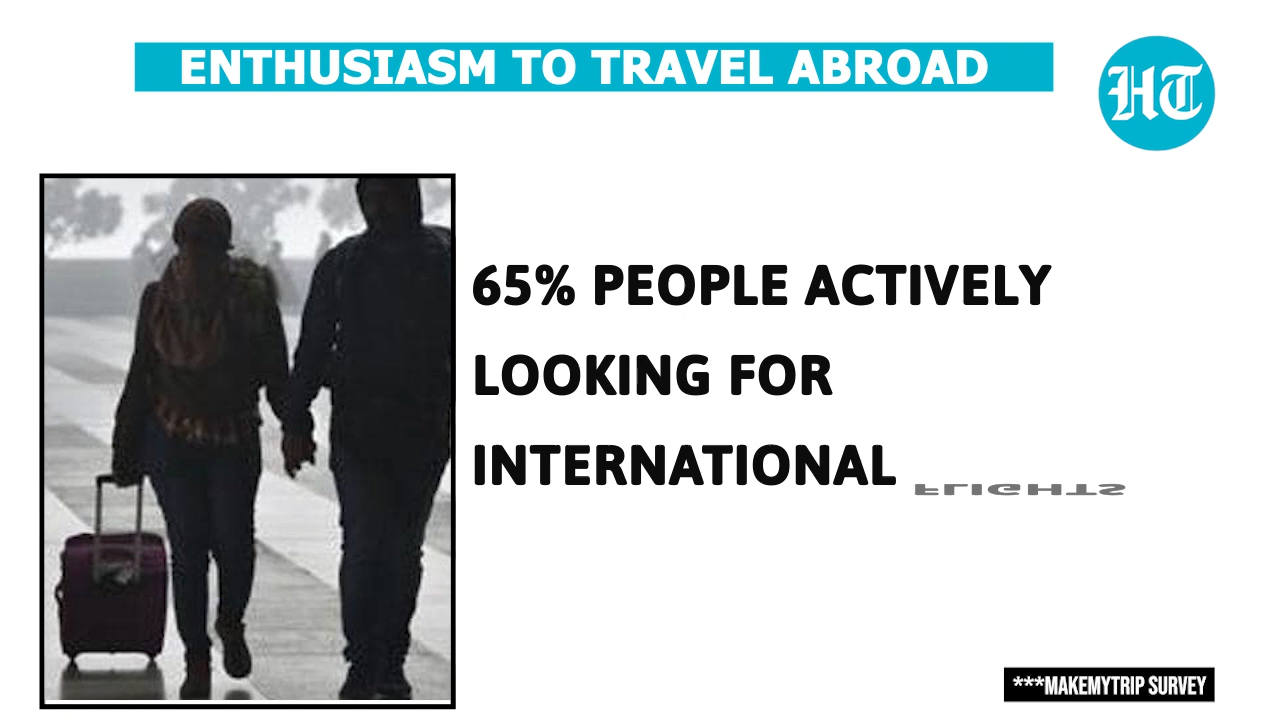 ENTHUSIASM TO TRAVEL ABROAD
HT
65% PEOPLE ACTIVELY
LOOKING FOR
INTERNATIONAL FLIGHTS
***MAKEMYTRIP SURVEY